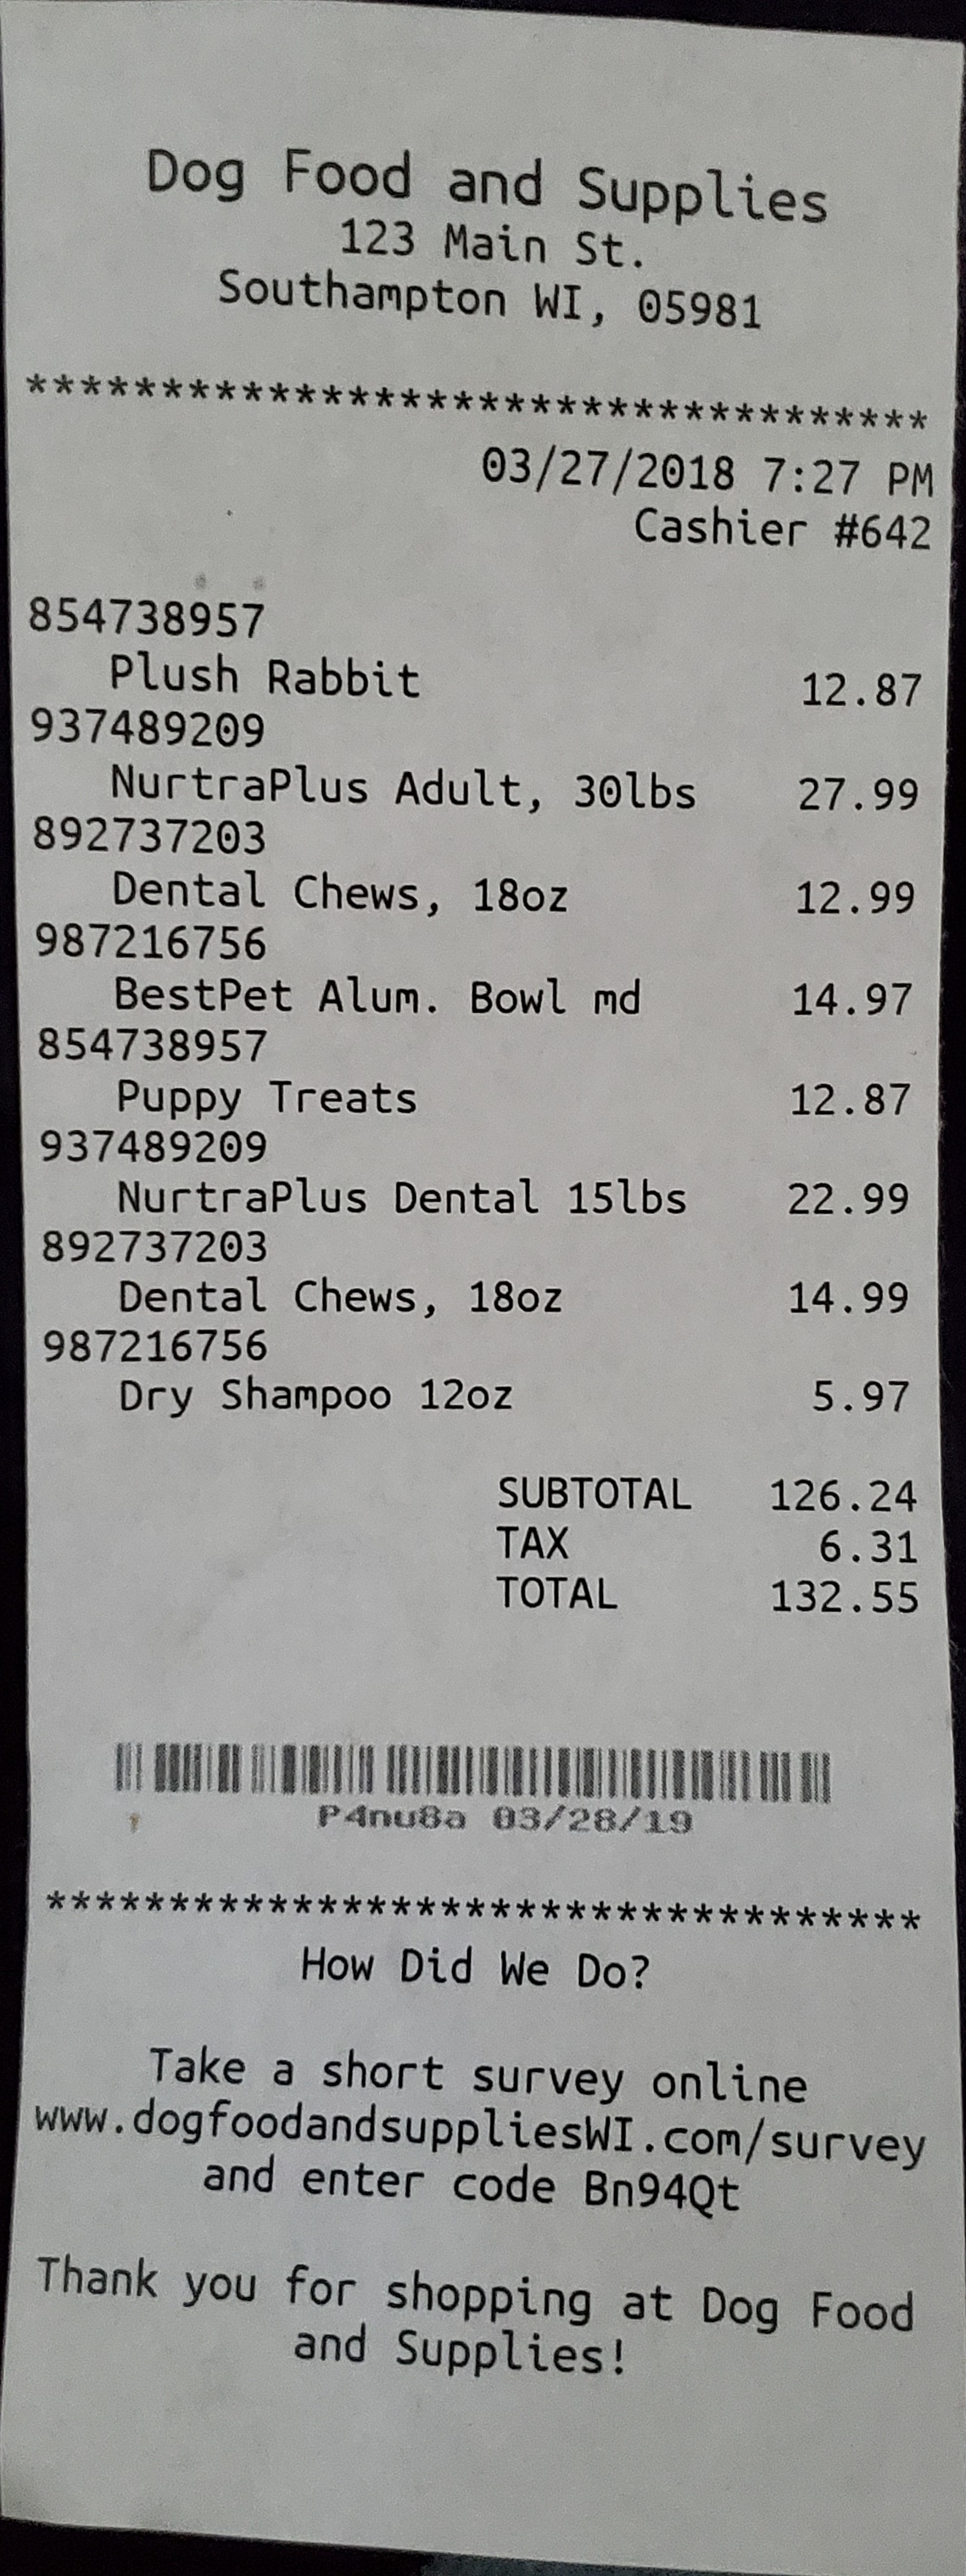 Dog Food and Supplies
123 Main St.
Southampton WI, 05981
**********************************
03/27/2018 7:27 PM
Cashier #642
854738957
Plush Rabbit 12.87
937489209
NurtraPlus Adult, 30lbs 27.99
892737203
Dental Chews, 18oz 12.99
987216756
BestPet Alum. Bowl md 14.97
854738957
Puppy Treats 12.87
937489209
NurtraPlus Dental 15lbs 22.99
892737203
Dental Chews, 18oz 14.99
987216756
Dry Shampoo 12oz 5.97
SUBTOTAL 126.24
TAX 6.31
TOTAL 132.55
P4nu8a 03/28/19
***********************************
How Did We Do?
Take a short survey online
www.dogfoodandsuppliesWI.com/survey
and enter code Bn94Qt
Thank you for shopping at Dog Food
and Supplies!